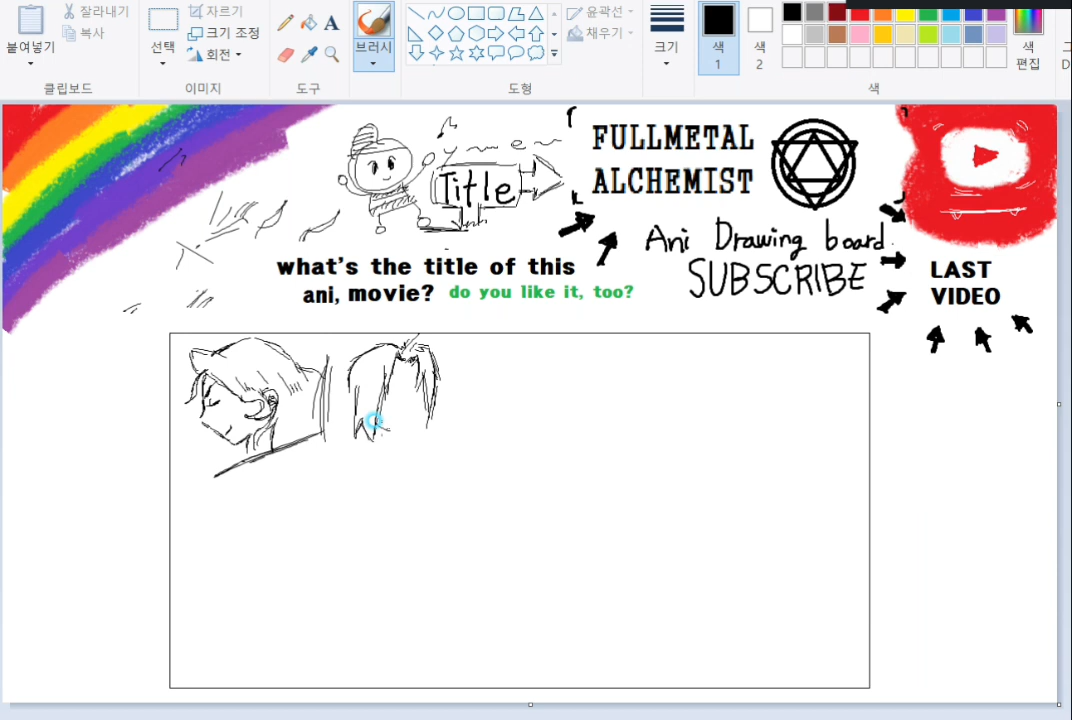 붙여넣기
잘라내기
복사
클립보드
선택
자르기
크기 조정
회전
이미지
A
도구
브러시
윤곽선
채우기
도형
크기
색
1
색
2
색
색
편집
Title
FULLMETAL
ALCHEMIST
Ani Drawing board
SUBSCRIBE
what's the title of this
ani, movie? do you like it, too?
LAST
VIDEO